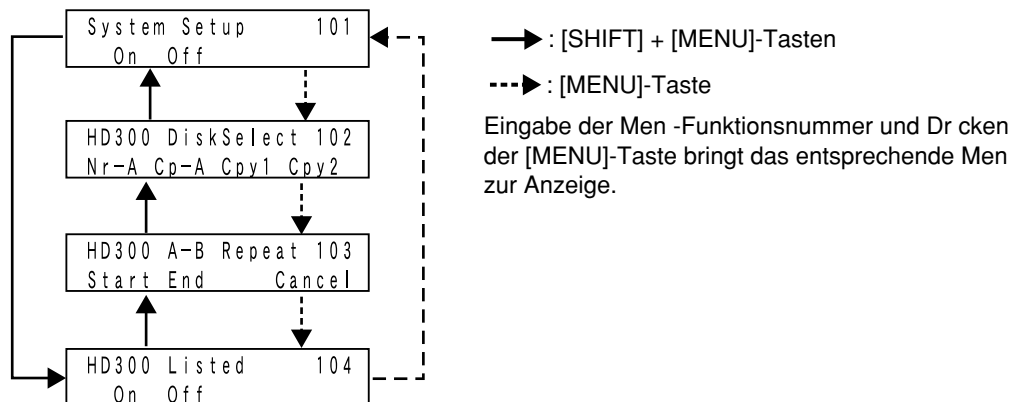 System Setup 101
On Off
HD300 DiskSelect 102
Nr-A Cp-A Cpy1 Cpy2
HD300 A-B Repeat 103
Start End Cancel
HD300 Listed 104
On Off
: [SHIFT] + [MENU]-Tasten
: [MENU]-Taste
Eingabe der Men -Funktionsnummer und Dr cken
der [MENU]-Taste bringt das entsprechende Men
zur Anzeige.